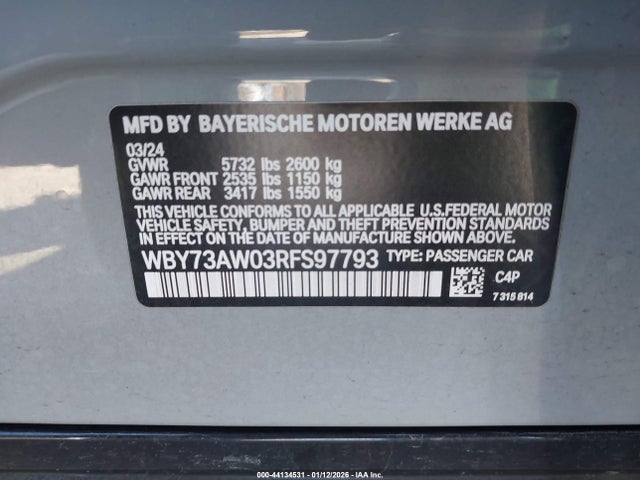 MFD BY BAYERISCHE MOTOREN WERKE AG
03/24
GVWR 5732 lbs 2600 kg
GAWR FRONT 2535 lbs 1150 kg
GAWR REAR 3417 lbs 1550 kg
THIS VEHICLE CONFORMS TO ALL APPLICABLE U.S.FEDERAL MOTOR
VEHICLE SAFETY, BUMPER AND THEFT PREVENTION STANDARDS
IN EFFECT ON THE DATE OF MANUFACTURE SHOWN ABOVE.
WBY73AW03RFS97793 TYPE: PASSENGER CAR
C4P
7 315 814
000-44134531 - 01/12/2026 - IAA Inc.